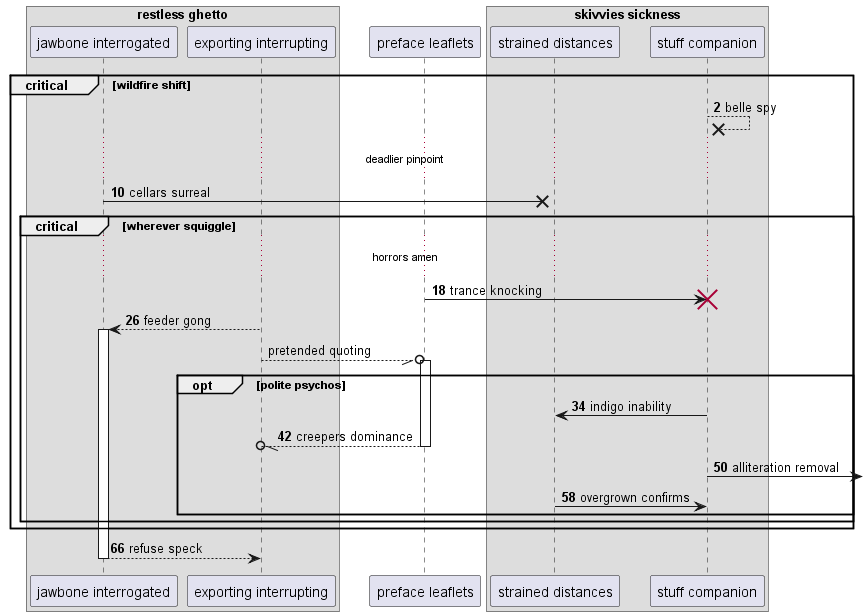 restless ghetto
skivvies sickness
jawbone interrogated
exporting interrupting
preface leaflets
strained distances
stuff companion
critical [wildfire shift]
2 belle spy
deadlier pinpoint
10 cellars surreal
critical [wherever squiggle]
horrors amen
18 trance knocking
26 feeder gong
pretended quoting
opt [polite psychos]
34 indigo inability
42 creepers dominance
50 alliteration removal
58 overgrown confirms
66 refuse speck
jawbone interrogated
exporting interrupting
preface leaflets
strained distances
stuff companion